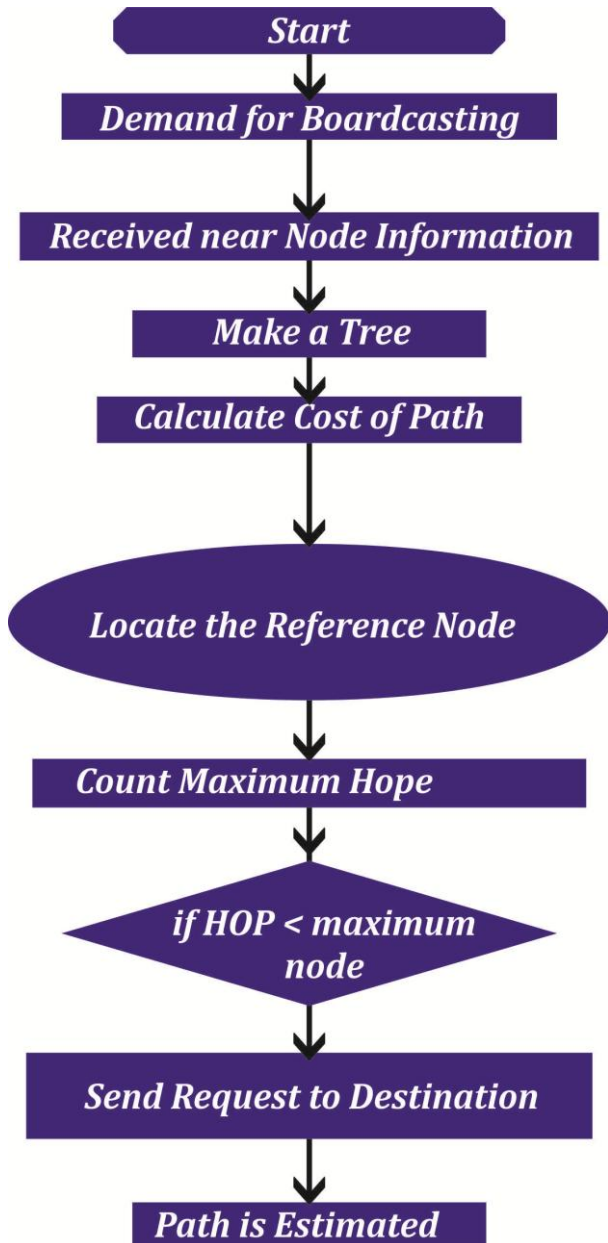 Start
Demand for Boardcasting
Received near Node Information
Make a Tree
Calculate Cost of Path
Locate the Reference Node
Count Maximum Hope
if HOP < maximum
node
Send Request to Destination
Path is Estimated